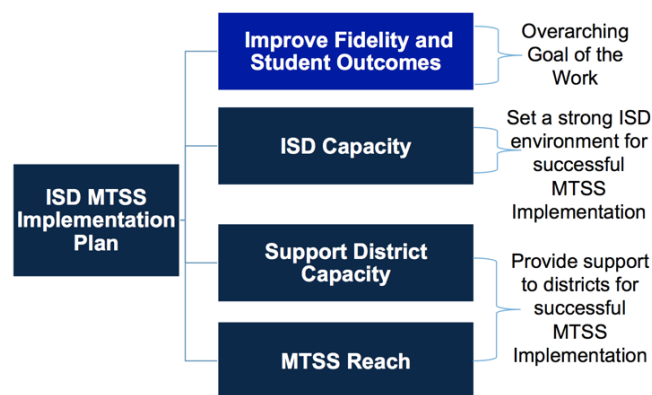 Improve Fidelity and
Student Outcomes
Overarching
Goal of the
Work
ISD Capacity
Set a strong ISD
environment for
successful
MTSS
Implementation
ISD MTSS
Implementation
Plan
Support District
Capacity
MTSS Reach
Provide support
to districts for
successful
MTSS
Implementation